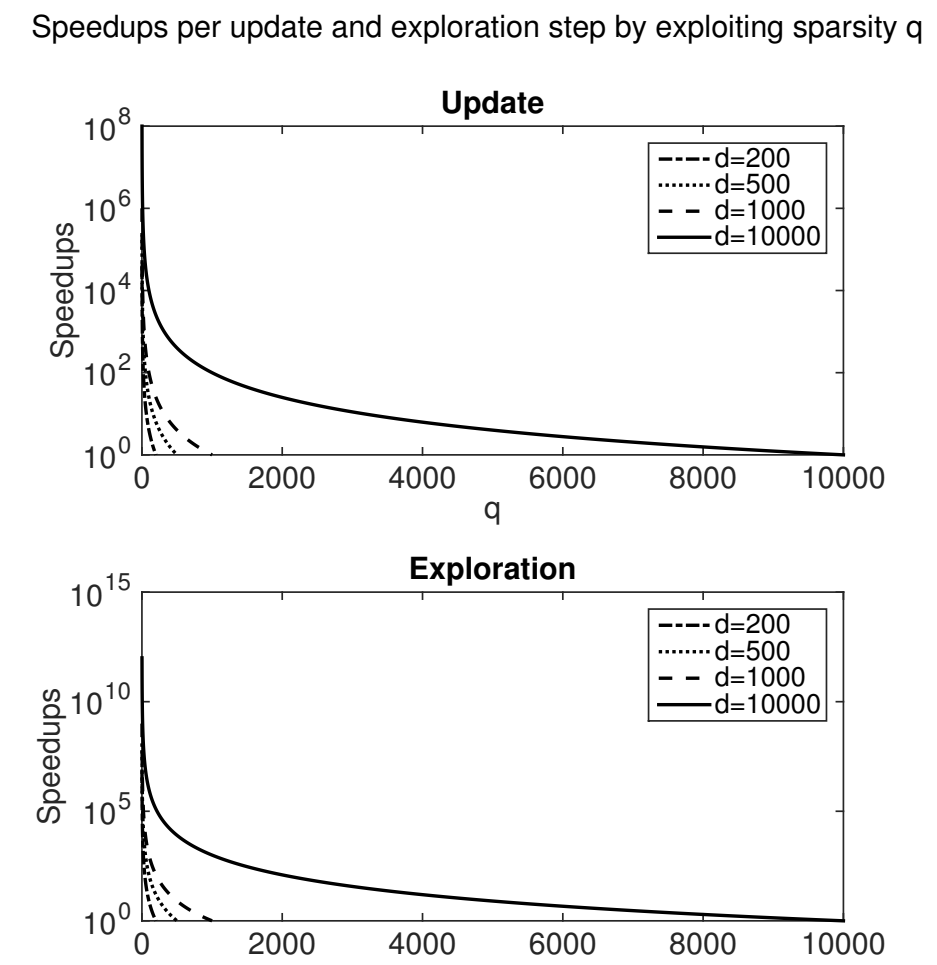 Speedups per update and exploration step by exploiting sparsity q
Update
10^8
10^6
10^4
10^2
10^0
Speedups
d=200
d=500
d=1000
d=10000
0 2000 4000 6000 8000 10000
q
Exploration
10^15
10^10
10^5
10^0
Speedups
d=200
d=500
d=1000
d=10000
0 2000 4000 6000 8000 10000